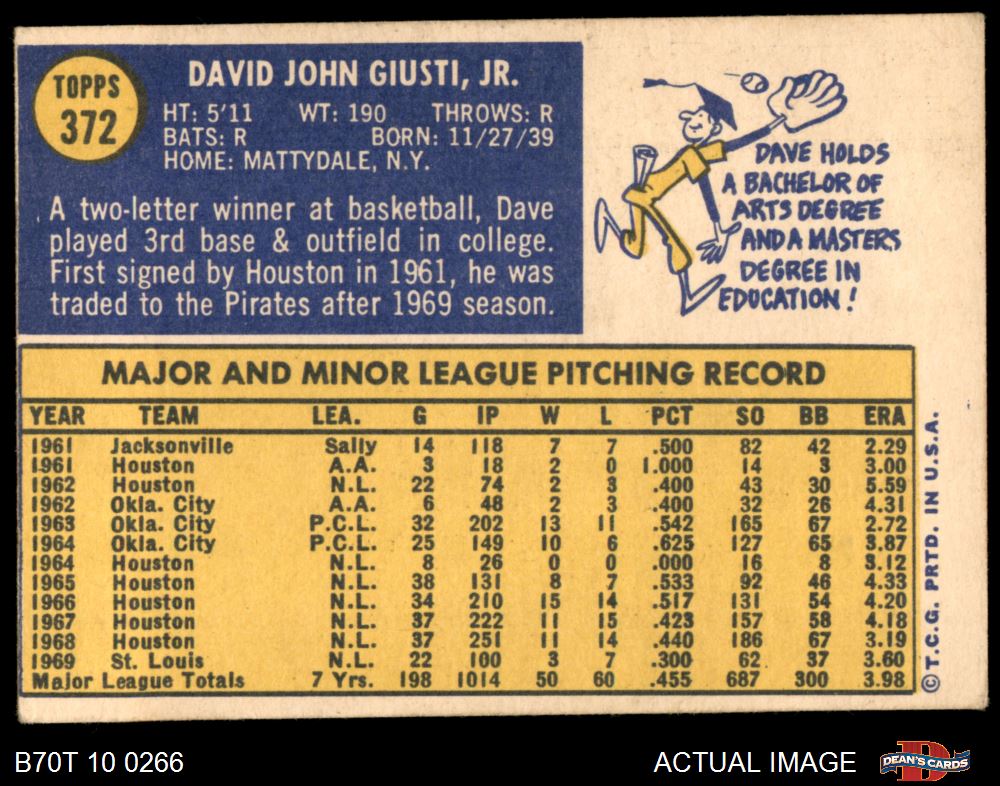 TOPPS
372
DAVID JOHN GIUSTI, JR.
HT: 5'11 WT: 190 THROWS: R
BATS: R BORN: 11/27/39
HOME: MATTYDALE, N.Y.
A two-letter winner at basketball, Dave
played 3rd base & outfield in college.
First signed by Houston in 1961, he was
traded to the Pirates after 1969 season.
DAVE HOLDS
A BACHELOR OF
ARTS DEGREE
AND A MASTERS
DEGREE IN
EDUCATION!
MAJOR AND MINOR LEAGUE PITCHING RECORD
YEAR TEAM LEA. G IP W L PCT SO BB ERA
1961 Jacksonville Sally 14 118 7 7 .500 82 42 2.29
1961 Houston A.A. 3 18 2 0 1.000 14 3 3.00
1962 Houston N.L. 22 74 2 3 .400 43 30 5.59
1962 Okla. City A.A. 6 48 2 3 .400 32 26 4.31
1963 Okla. City P.C.L. 32 202 13 11 .542 165 67 2.72
1964 Okla. City P.C.L. 25 149 10 6 .625 127 65 3.87
1964 Houston N.L. 8 26 0 0 .000 16 8 3.12
1965 Houston N.L. 38 131 8 7 .533 92 46 4.33
1966 Houston N.L. 34 210 15 14 .517 131 54 4.20
1967 Houston N.L. 37 222 11 15 .423 157 58 4.18
1968 Houston N.L. 37 251 11 14 .440 186 67 3.19
1969 St. Louis N.L. 22 100 3 7 .300 62 37 3.60
Major League Totals 7 Yrs. 198 1014 50 60 .455 687 300 3.98
© T.C.G. PRTD. IN U.S.A.
B70T 10 0266
ACTUAL IMAGE
D
DEAN'S CARDS